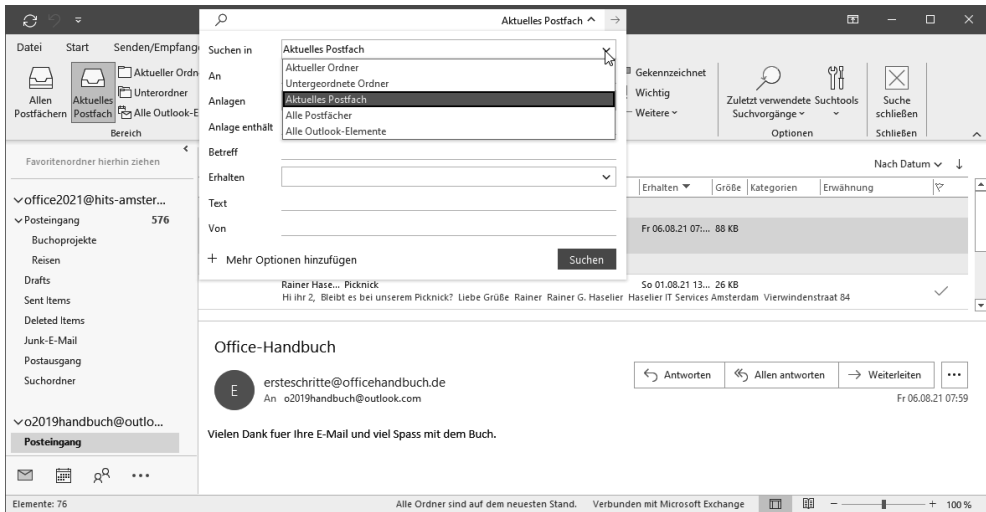 Aktuelles Postfach
Datei Start Senden/Empfang
Suchen in Aktuelles Postfach
Aktueller Ordner
Untergeordnete Ordner
Aktuelles Postfach
Alle Postfächer
Alle Outlook-Elemente
An
Anlagen
Anlage enthält
Betreff
Erhalten
Text
Von
Mehr Optionen hinzufügen Suchen
Allen Postfächern
Aktuelles Postfach
Aktueller Ordn
Unterordner
Alle Outlook-E
Bereich
Gekennzeichnet
Wichtig
Weitere
Zuletzt verwendete Suchvorgänge
Suchtools
Optionen
Suche schließen
Schließen
Favoritenordner hierhin ziehen
Nach Datum
Erhalten Größe Kategorien Erwähnung
Fr 06.08.21 07:... 88 KB
Rainer Hase... Picknick So 01.08.21 13... 26 KB
Hi ihr 2, Bleibt es bei unserem Picknick? Liebe Grüße Rainer Rainer G. Haselier Haselier IT Services Amsterdam Vierwindenstraat 84
office2021@hits-amster...
Posteingang 576
Buchoprojekte
Reisen
Drafts
Sent Items
Deleted Items
Junk-E-Mail
Postausgang
Suchordner
o2019handbuch@outlo...
Posteingang
Office-Handbuch
E
ersteschritte@officehandbuch.de
An o2019handbuch@outlook.com
Antworten Allen antworten Weiterleiten
Fr 06.08.21 07:59
Vielen Dank fuer Ihre E-Mail und viel Spass mit dem Buch.
Elemente: 76 Alle Ordner sind auf dem neuesten Stand. Verbunden mit Microsoft Exchange 100 %